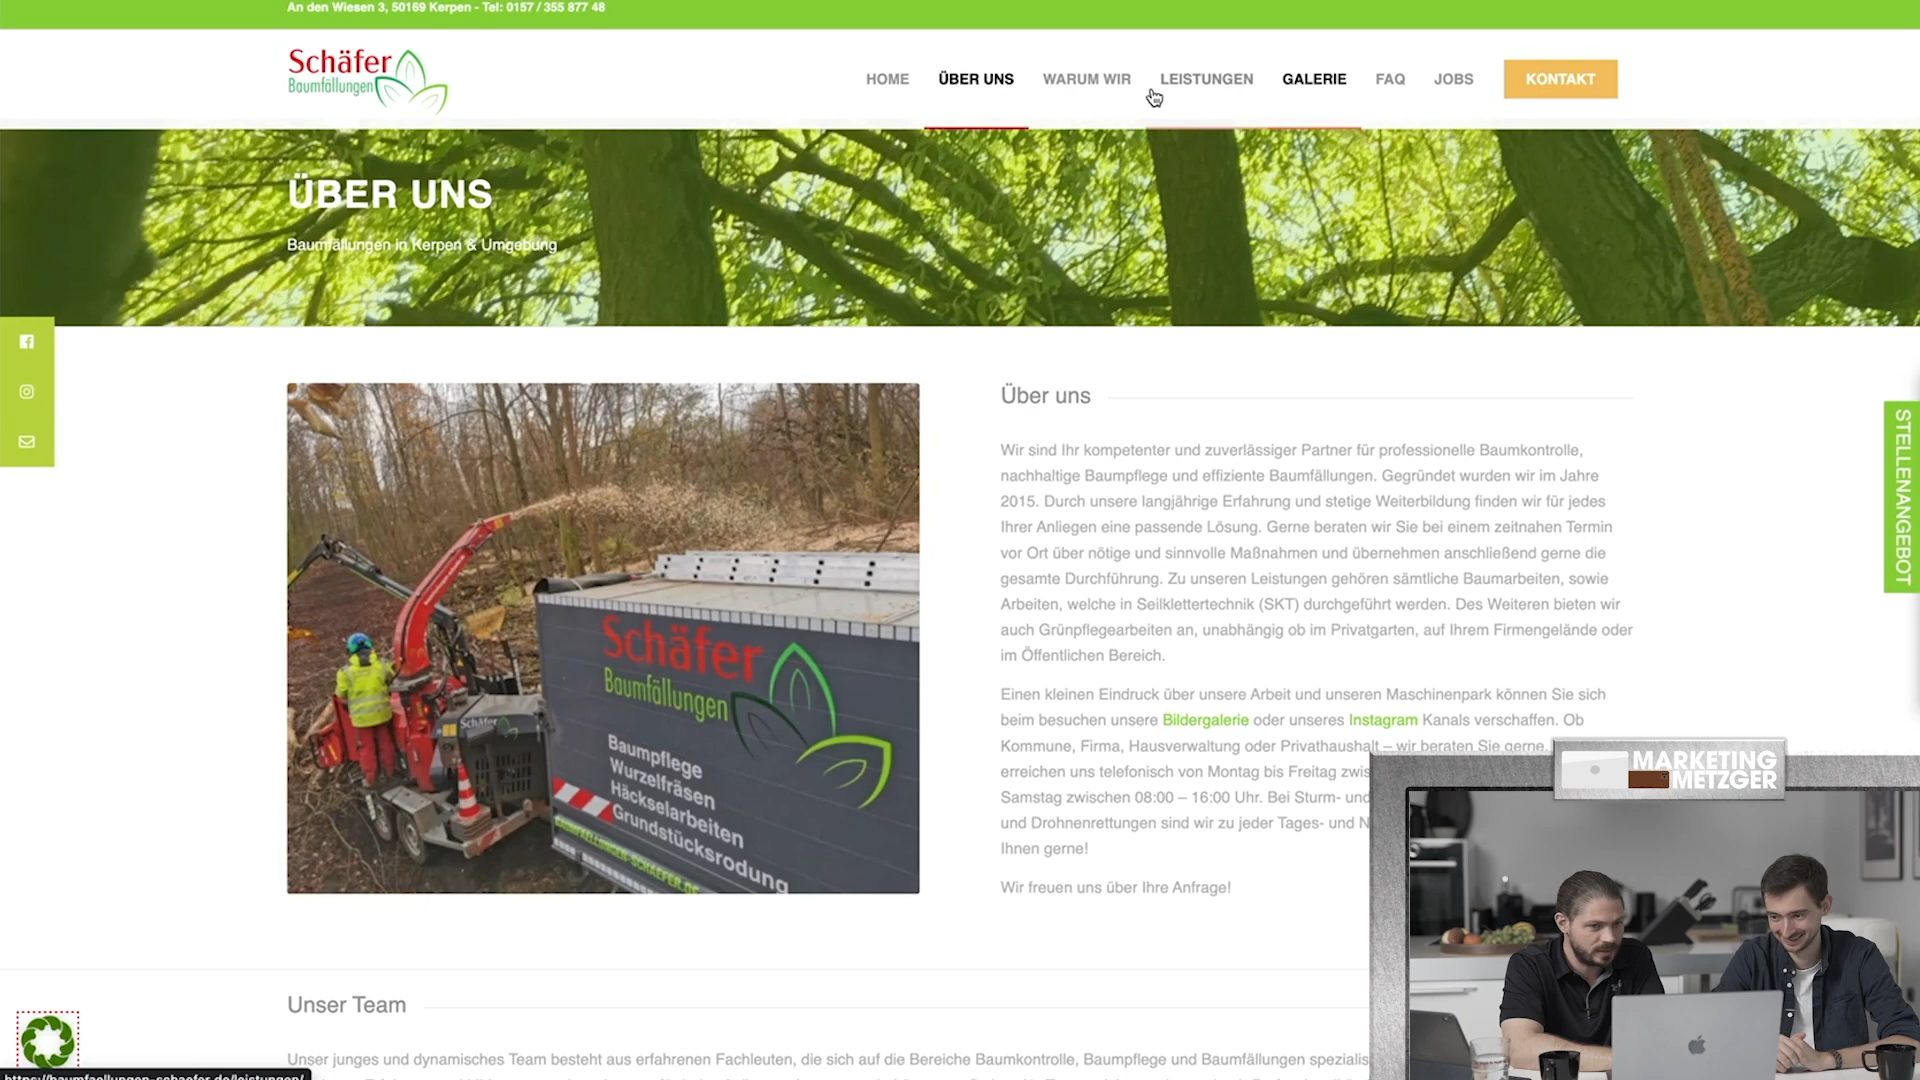 An den Wiesen 3, 50169 Kerpen - Tel: 0157 / 355 877 48
Schäfer
Baumfällungen
HOME
ÜBER UNS
WARUM WIR
LEISTUNGEN
GALERIE
FAQ
JOBS
KONTAKT
ÜBER UNS
Baumfällungen in Kerpen & Umgebung
STELLENANGEBOT
Schäfer
Baumfällungen
Schäfer
Baumpflege
Wurzelfräsen
Häckselarbeiten
Grundstücksrodung
BAUMFAELLUNGEN-SCHAEFER.DE
Über uns
Wir sind Ihr kompetenter und zuverlässiger Partner für professionelle Baumkontrolle,
nachhaltige Baumpflege und effiziente Baumfällungen. Gegründet wurden wir im Jahre
2015. Durch unsere langjährige Erfahrung und stetige Weiterbildung finden wir für jedes
Ihrer Anliegen eine passende Lösung. Gerne beraten wir Sie bei einem zeitnahen Termin
vor Ort über nötige und sinnvolle Maßnahmen und übernehmen anschließend gerne die
gesamte Durchführung. Zu unseren Leistungen gehören sämtliche Baumarbeiten, sowie
Arbeiten, welche in Seilklettertechnik (SKT) durchgeführt werden. Des Weiteren bieten wir
auch Grünpflegearbeiten an, unabhängig ob im Privatgarten, auf Ihrem Firmengelände oder
im Öffentlichen Bereich.
Einen kleinen Eindruck über unsere Arbeit und unseren Maschinenpark können Sie sich
beim besuchen unsere Bildergalerie oder unseres Instagram Kanals verschaffen. Ob
Kommune, Firma, Hausverwaltung oder Privathaushalt – wir beraten Sie gerne.
erreichen uns telefonisch von Montag bis Freitag zwis
Samstag zwischen 08:00 – 16:00 Uhr. Bei Sturm- und
und Drohnenrettungen sind wir zu jeder Tages- und N
Ihnen gerne!
Wir freuen uns über Ihre Anfrage!
MARKETING
METZGER
Unser Team
Unser junges und dynamisches Team besteht aus erfahrenen Fachleuten, die sich auf die Bereiche Baumkontrolle, Baumpflege und Baumfällungen spezialis
https://baumfaellungen-schaefer.de/leistungen/